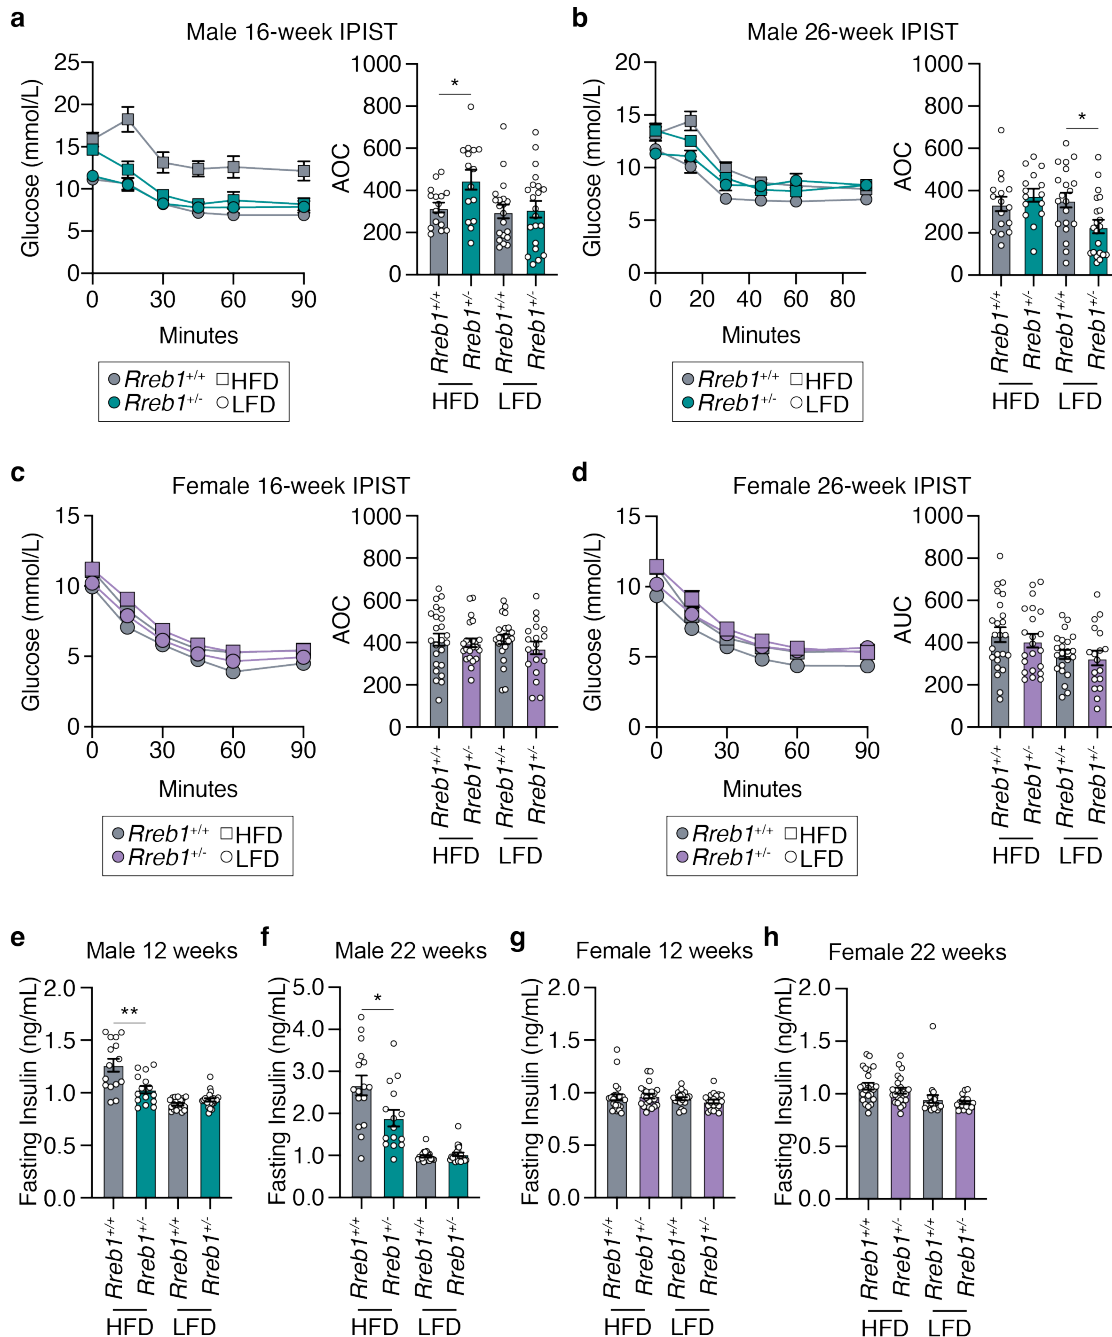 a
Male 16-week IPIST
25
20
15
10
5
0
Glucose (mmol/L)
0 30 60 90
Minutes
1000
800
600
400
200
0
AOC
*
Rreb1+/+
Rreb1+/-
Rreb1+/+
Rreb1+/-
HFD LFD
Rreb1+/+ HFD
Rreb1+/- LFD
b
Male 26-week IPIST
20
15
10
5
0
Glucose (mmol/L)
0 20 40 60 80
Minutes
1000
800
600
400
200
0
AOC
*
Rreb1+/+
Rreb1+/-
Rreb1+/+
Rreb1+/-
HFD LFD
Rreb1+/+ HFD
Rreb1+/- LFD
c
Female 16-week IPIST
15
10
5
0
Glucose (mmol/L)
0 30 60 90
Minutes
1000
800
600
400
200
0
AOC
Rreb1+/+
Rreb1+/-
Rreb1+/+
Rreb1+/-
HFD LFD
Rreb1+/+ HFD
Rreb1+/- LFD
d
Female 26-week IPIST
15
10
5
0
Glucose (mmol/L)
0 30 60 90
Minutes
1000
800
600
400
200
0
AUC
Rreb1+/+
Rreb1+/-
Rreb1+/+
Rreb1+/-
HFD LFD
Rreb1+/+ HFD
Rreb1+/- LFD
e
Male 12 weeks
2.0
1.5
1.0
0.5
0.0
Fasting Insulin (ng/mL)
**
Rreb1+/+
Rreb1+/-
Rreb1+/+
Rreb1+/-
HFD LFD
f
Male 22 weeks
5.0
4.0
3.0
2.0
1.0
0.0
Fasting Insulin (ng/mL)
*
Rreb1+/+
Rreb1+/-
Rreb1+/+
Rreb1+/-
HFD LFD
g
Female 12 weeks
2.0
1.5
1.0
0.5
0.0
Fasting Insulin (ng/mL)
Rreb1+/+
Rreb1+/-
Rreb1+/+
Rreb1+/-
HFD LFD
h
Female 22 weeks
2.0
1.5
1.0
0.5
0.0
Fasting Insulin (ng/mL)
Rreb1+/+
Rreb1+/-
Rreb1+/+
Rreb1+/-
HFD LFD